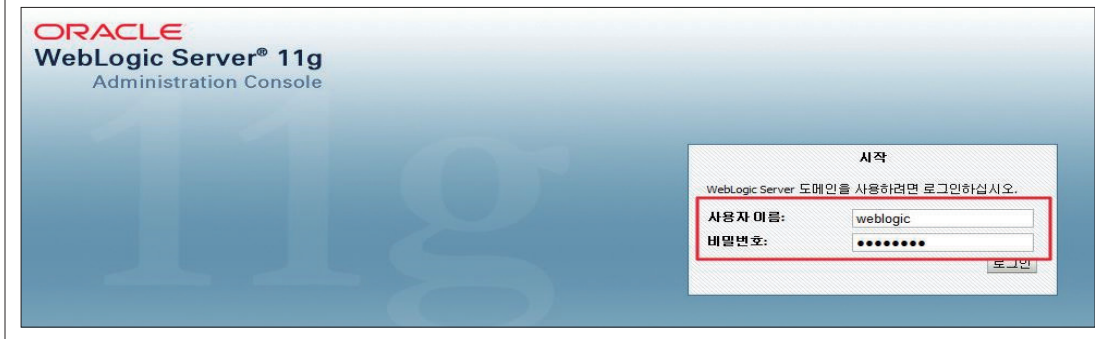 ORACLE
WebLogic Server® 11g
Administration Console
11g
시작
WebLogic Server 도메인을 사용하려면 로그인하십시오.
사용자 이름: weblogic
비밀번호: ●●●●●●●●
로그인